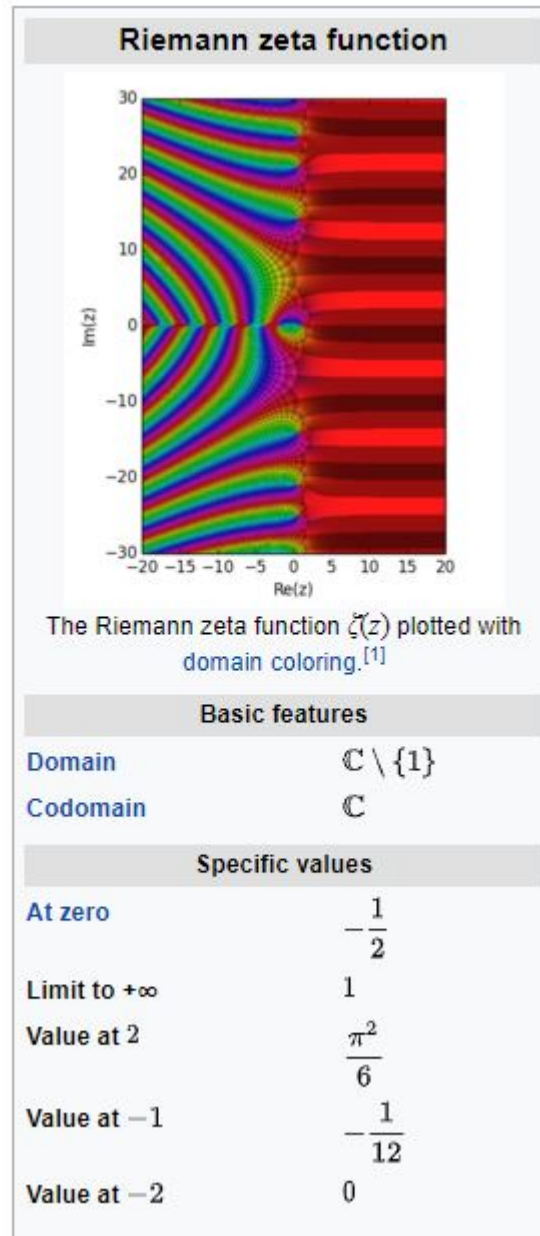 Riemann zeta function
30
20
10
0
−10
−20
−30
Im(z)
−20 −15 −10 −5 0 5 10 15 20
Re(z)
The Riemann zeta function ζ(z) plotted with
domain coloring.[1]
Basic features
Domain ℂ \ {1}
Codomain ℂ
Specific values
At zero −1/2
Limit to +∞ 1
Value at 2 π²/6
Value at −1 −1/12
Value at −2 0